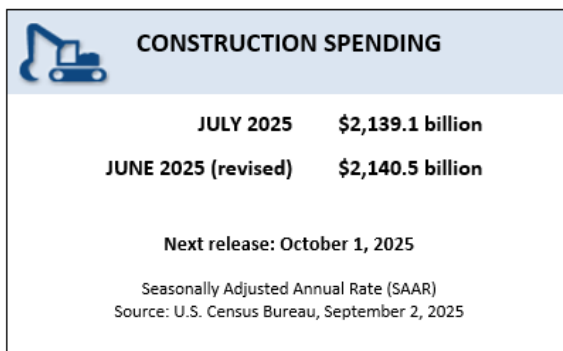 CONSTRUCTION SPENDING
JULY 2025 $2,139.1 billion
JUNE 2025 (revised) $2,140.5 billion
Next release: October 1, 2025
Seasonally Adjusted Annual Rate (SAAR)
Source: U.S. Census Bureau, September 2, 2025